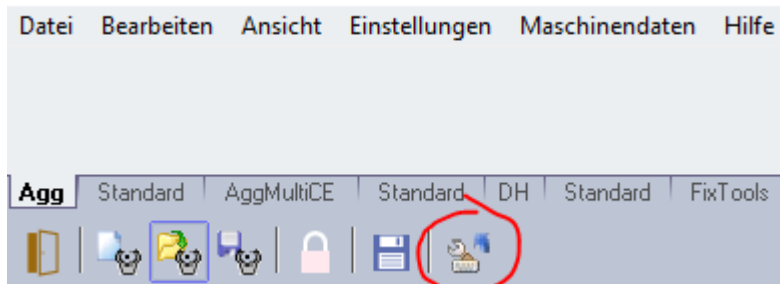 Datei Bearbeiten Ansicht Einstellungen Maschinendaten Hilfe
Agg Standard AggMultiCE Standard DH Standard FixTools